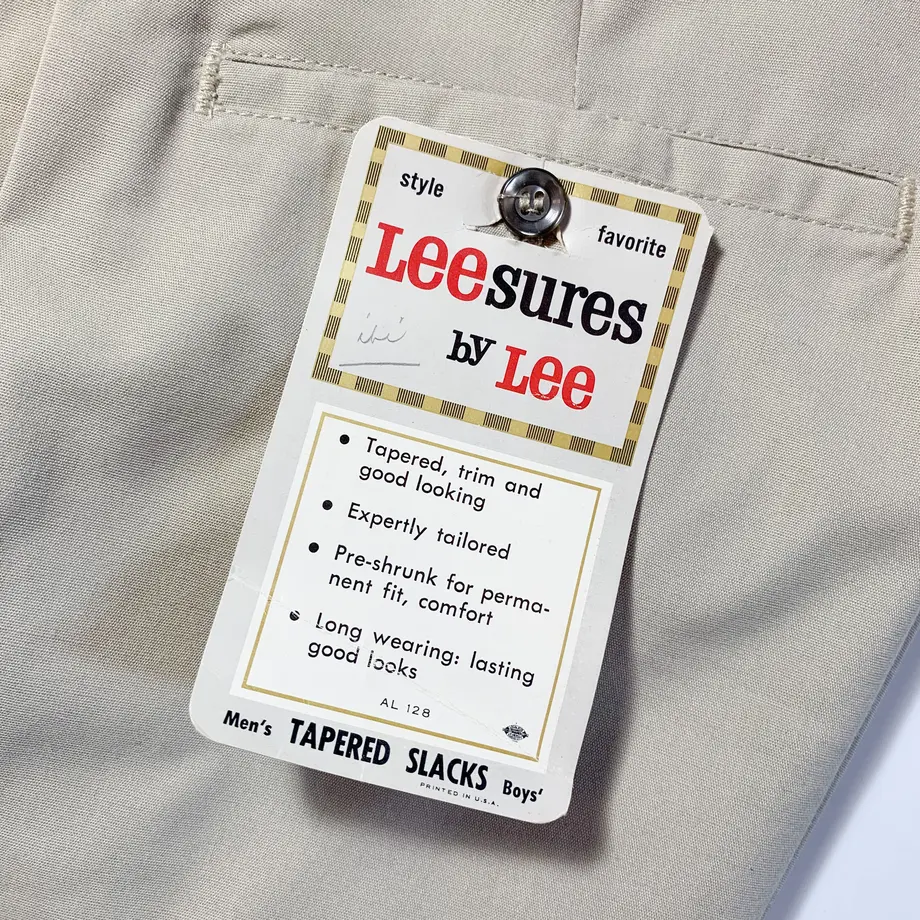 style
favorite
Leesures
by Lee
• Tapered, trim and
good looking
• Expertly tailored
• Pre-shrunk for perma-
nent fit, comfort
• Long wearing: lasting
good looks
AL 128
Men's TAPERED SLACKS Boys'
PRINTED IN U.S.A.